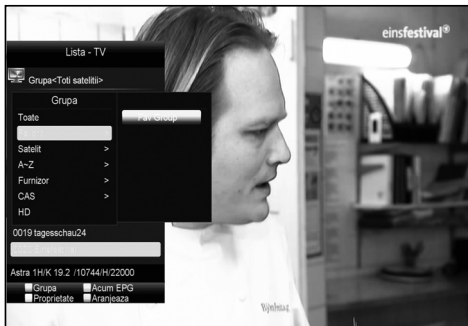 einsfestival
Lista - TV
Grupa<Toti satelitii>
Grupa
Toate
Fav Group
Satelit >
A~Z >
Furnizor >
CAS >
HD
0019 tagesschau24
Astra 1H/K 19.2 /10744/H/22000
Grupa Acum EPG
Proprietate Aranjeaza